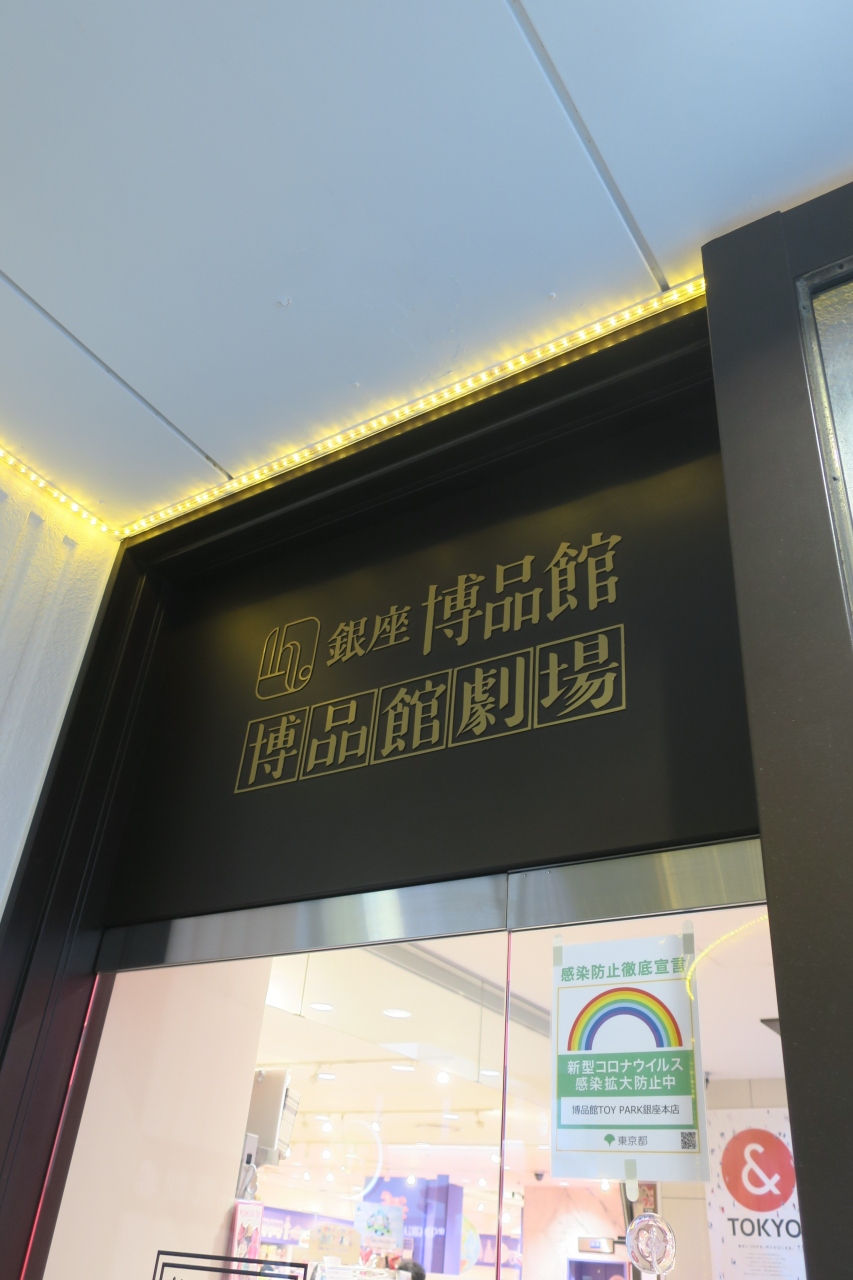 銀座 博品館
博品館劇場
感染防止徹底宣言
新型コロナウイルス
感染拡大防止中
博品館TOY PARK銀座本店
東京都
&
TOKYO